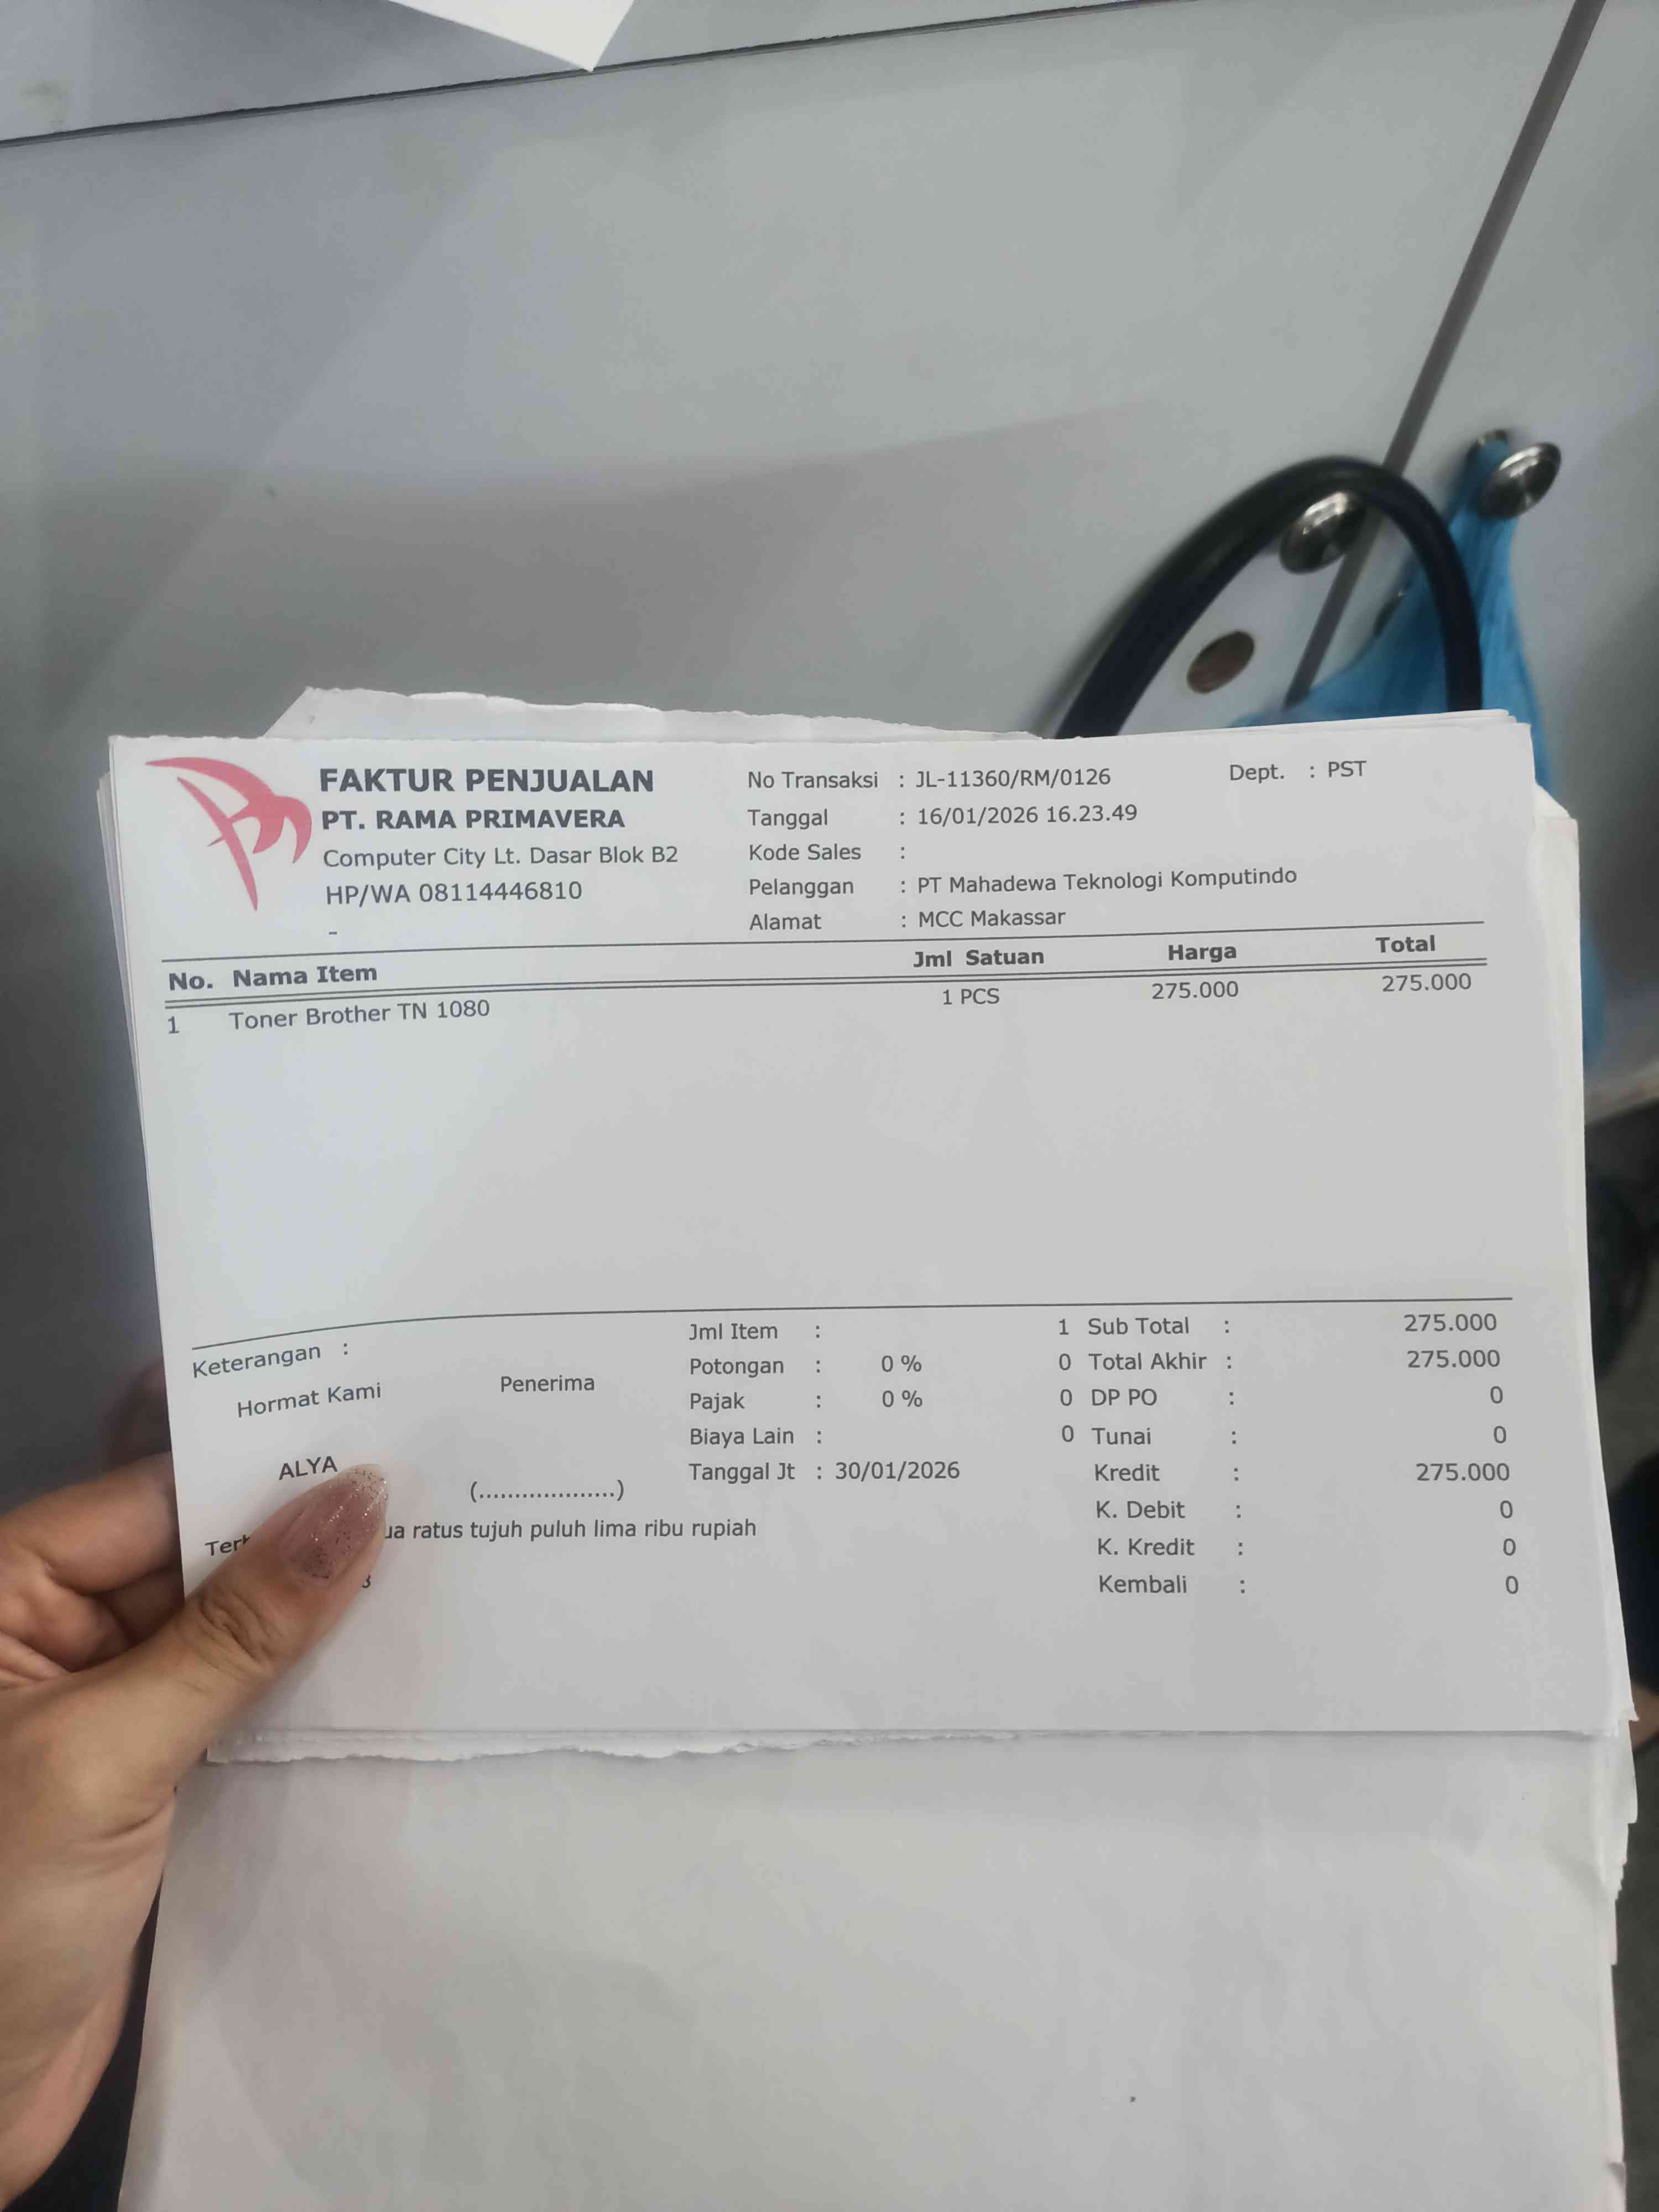 FAKTUR PENJUALAN
PT. RAMA PRIMAVERA
Computer City Lt. Dasar Blok B2
HP/WA 08114446810
-
No Transaksi : JL-11360/RM/0126 Dept. : PST
Tanggal : 16/01/2026 16.23.49
Kode Sales :
Pelanggan : PT Mahadewa Teknologi Komputindo
Alamat : MCC Makassar
No. Nama Item Jml Satuan Harga Total
1 Toner Brother TN 1080 1 PCS 275.000 275.000
Keterangan :
Hormat Kami Penerima
ALYA
(...................)
ratus tujuh puluh lima ribu rupiah
Jml Item : 1
Potongan : 0 % 0
Pajak : 0 % 0
Biaya Lain : 0
Tanggal Jt : 30/01/2026
Sub Total : 275.000
Total Akhir : 275.000
DP PO : 0
Tunai : 0
Kredit : 275.000
K. Debit : 0
K. Kredit : 0
Kembali : 0